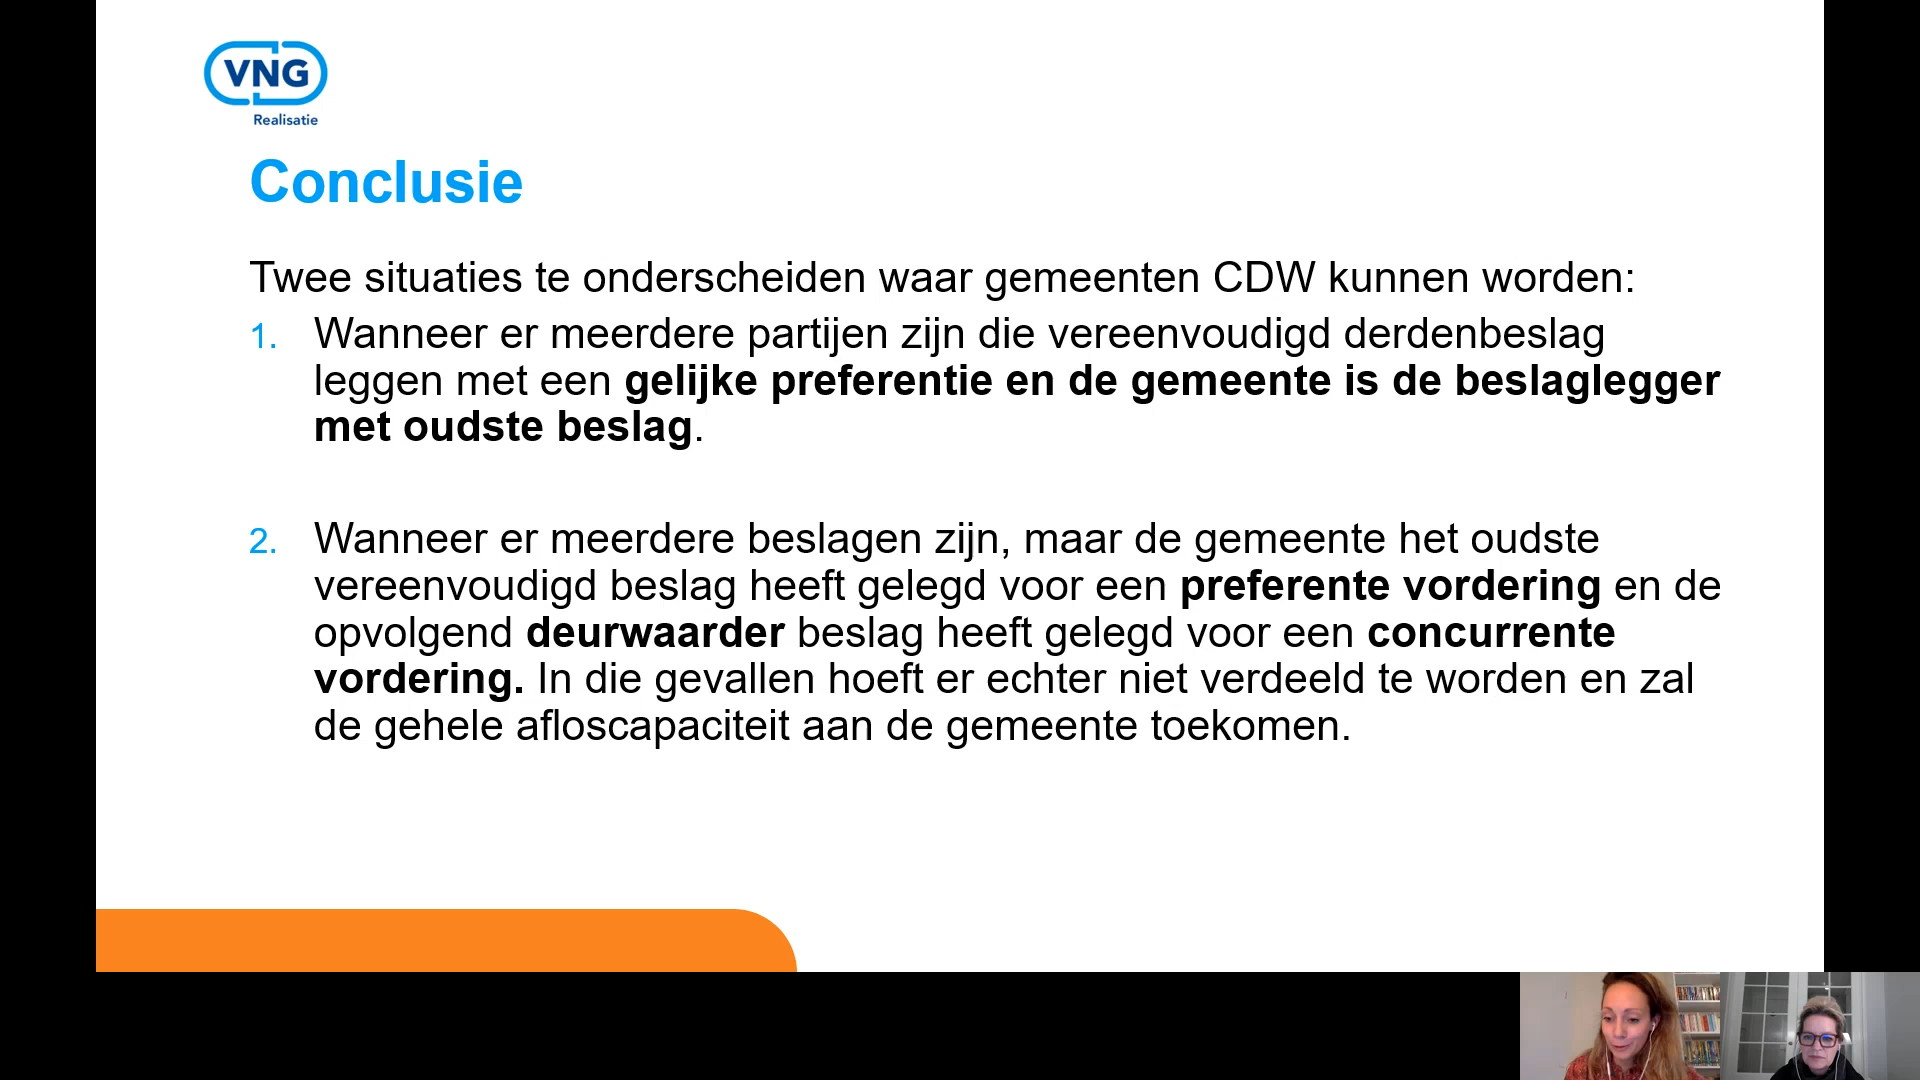 VNG
Realisatie
Conclusie
Twee situaties te onderscheiden waar gemeenten CDW kunnen worden:
1. Wanneer er meerdere partijen zijn die vereenvoudigd derdenbeslag
leggen met een gelijke preferentie en de gemeente is de beslaglegger
met oudste beslag.
2. Wanneer er meerdere beslagen zijn, maar de gemeente het oudste
vereenvoudigd beslag heeft gelegd voor een preferente vordering en de
opvolgend deurwaarder beslag heeft gelegd voor een concurrente
vordering. In die gevallen hoeft er echter niet verdeeld te worden en zal
de gehele afloscapaciteit aan de gemeente toekomen.